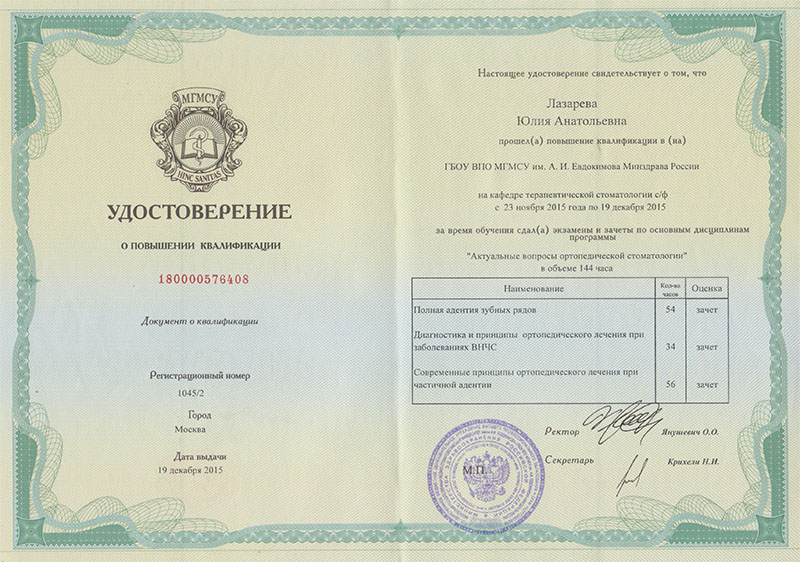 МГМСУ
HINC SANITAS
УДОСТОВЕРЕНИЕ
О ПОВЫШЕНИИ КВАЛИФИКАЦИИ
180000576408
Документ о квалификации
Регистрационный номер
1045/2
Город
Москва
Дата выдачи
19 декабря 2015
Настоящее удостоверение свидетельствует о том, что
Лазарева
Юлия Анатольевна
прошел(а) повышение квалификации в (на)
ГБОУ ВПО МГМСУ им. А. И. Евдокимова Минздрава России
на кафедре терапевтической стоматологии с/ф
с 23 ноября 2015 года по 19 декабря 2015
за время обучения сдал(а) экзамены и зачеты по основным дисциплинам
программы
"Актуальные вопросы ортопедической стоматологии"
в объеме 144 часа
Наименование Кол-во часов Оценка
Полная адентия зубных рядов 54 зачет
Диагностика и принципы ортопедического лечения при
заболеваниях ВНЧС 34 зачет
Современные принципы ортопедического лечения при
частичной адентии 56 зачет
Ректор Янушевич О.О.
М.П. Секретарь Крихели Н.И.